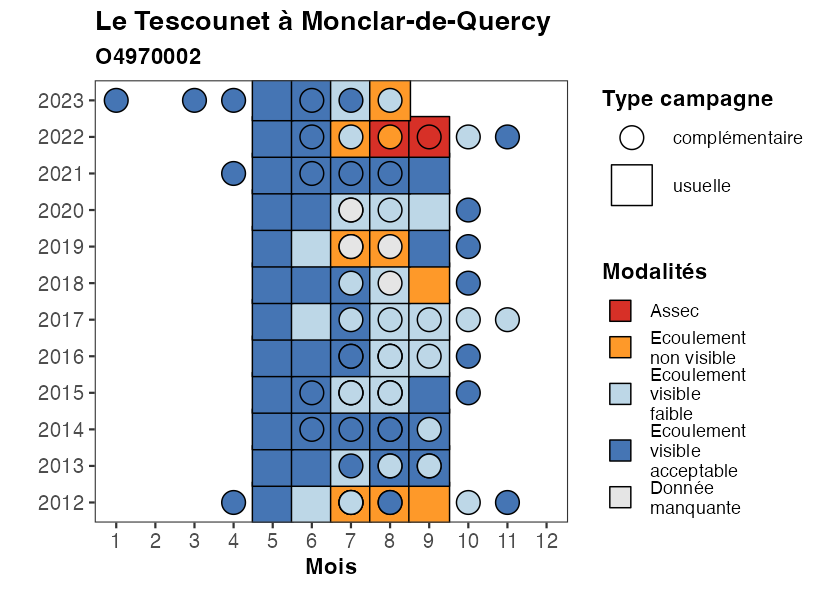 Le Tescounet à Monclar-de-Quercy
O4970002
2023
2022
2021
2020
2019
2018
2017
2016
2015
2014
2013
2012
1 2 3 4 5 6 7 8 9 10 11 12
Mois
Type campagne
complémentaire
usuelle
Modalités
Assec
Ecoulement
non visible
Ecoulement
visible
faible
Ecoulement
visible
acceptable
Donnée
manquante